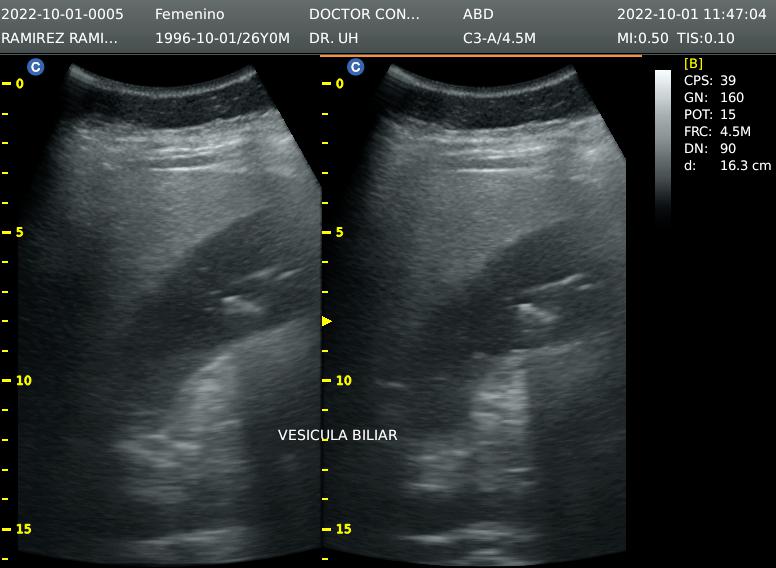 2022-10-01-0005 Femenino DOCTOR CON... ABD 2022-10-01 11:47:04
RAMIREZ RAMI... 1996-10-01/26Y0M DR. UH C3-A/4.5M MI:0.50 TIS:0.10
C C
[B]
CPS: 39
GN: 160
POT: 15
FRC: 4.5M
DN: 90
d: 16.3 cm
0 0
5 5
10 10
VESICULA BILIAR
15 15